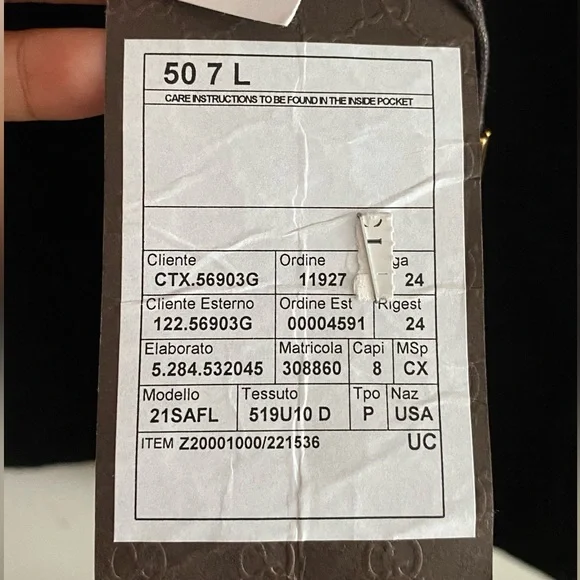 50 7 L
CARE INSTRUCTIONS TO BE FOUND IN THE INSIDE POCKET
Cliente Ordine
CTX.56903G 11927 24
Cliente Esterno Ordine Est Rigest
122.56903G 00004591 24
Elaborato Matricola Capi MSp
5.284.532045 308860 8 CX
Modello Tessuto Tpo Naz
21SAFL 519U10 D P USA
ITEM Z20001000/221536 UC